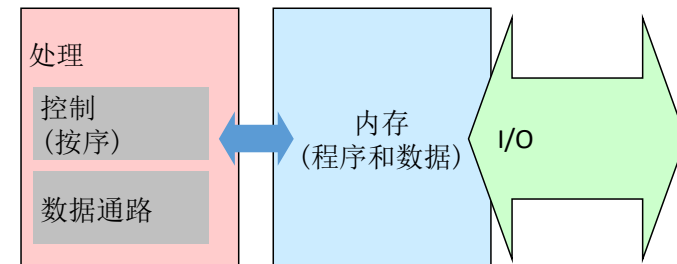 处理
控制
(按序)
数据通路
内存
(程序和数据)
I/O